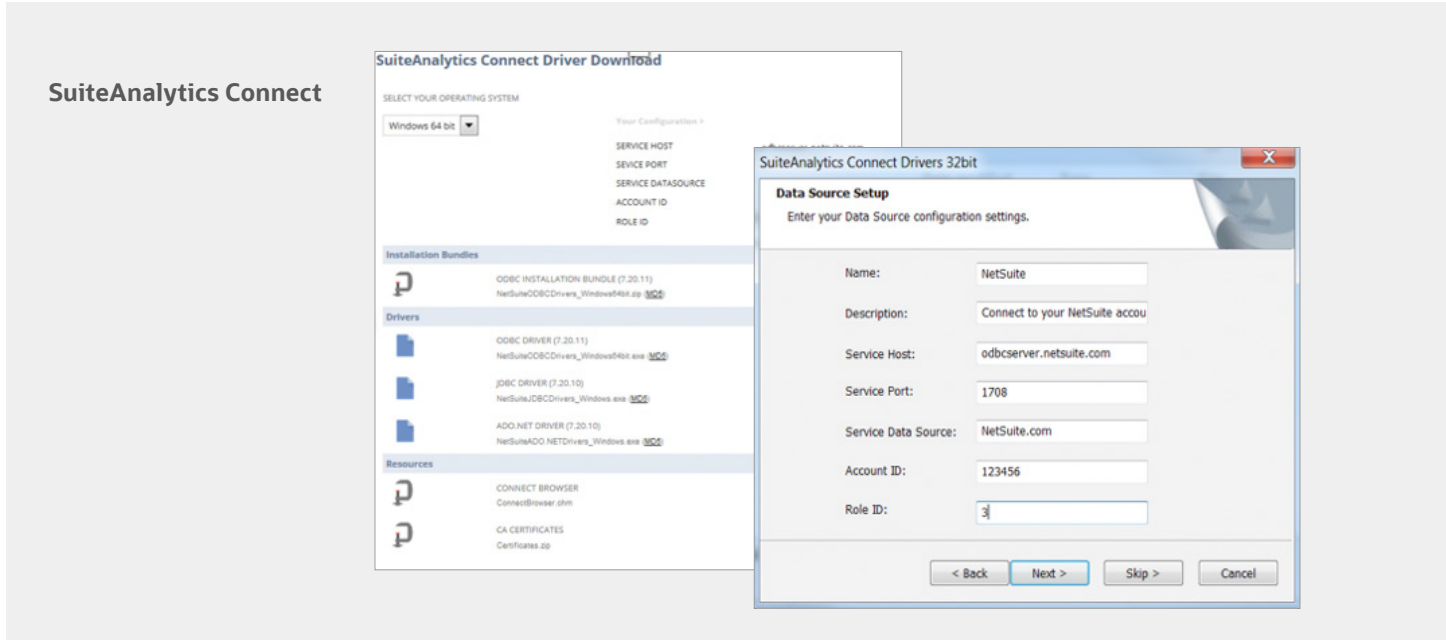 SuiteAnalytics Connect
SuiteAnalytics Connect Driver Download
SELECT YOUR OPERATING SYSTEM
Windows 64 bit
Your Configuration >
SERVICE HOST
SEVICE PORT
SERVICE DATASOURCE
ACCOUNT ID
ROLE ID
Installation Bundles
ODBC INSTALLATION BUNDLE (7.20.11)
NetSuiteODBCDrivers_Windows64bit.zip (MD5)
Drivers
ODBC DRIVER (7.20.11)
NetSuiteODBCDrivers_Windows64bit.exe (MD5)
JDBC DRIVER (7.20.10)
NetSuiteJDBCDrivers_Windows.exe (MD5)
ADO.NET DRIVER (7.20.10)
NetSuiteADO.NETDrivers_Windows.exe (MD5)
Resources
CONNECT BROWSER
ConnectBrowser.chm
CA CERTIFICATES
Certificates.zip
SuiteAnalytics Connect Drivers 32bit
Data Source Setup
Enter your Data Source configuration settings.
Name: NetSuite
Description: Connect to your NetSuite accou
Service Host: odbcserver.netsuite.com
Service Port: 1708
Service Data Source: NetSuite.com
Account ID: 123456
Role ID: 3
< Back Next > Skip > Cancel